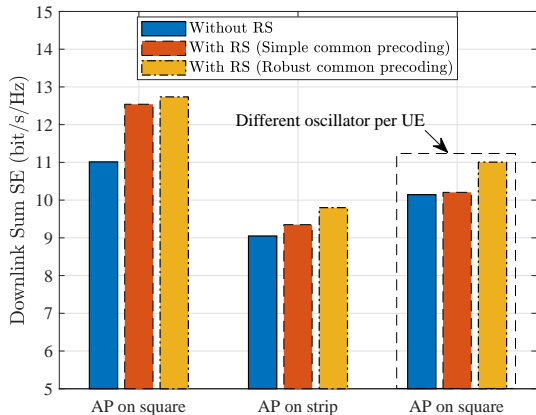 15
14
13
12
11
10
9
8
7
6
5
Downlink Sum SE (bit/s/Hz)
Without RS
With RS (Simple common precoding)
With RS (Robust common precoding)
Different oscillator per UE
AP on square
AP on strip
AP on square